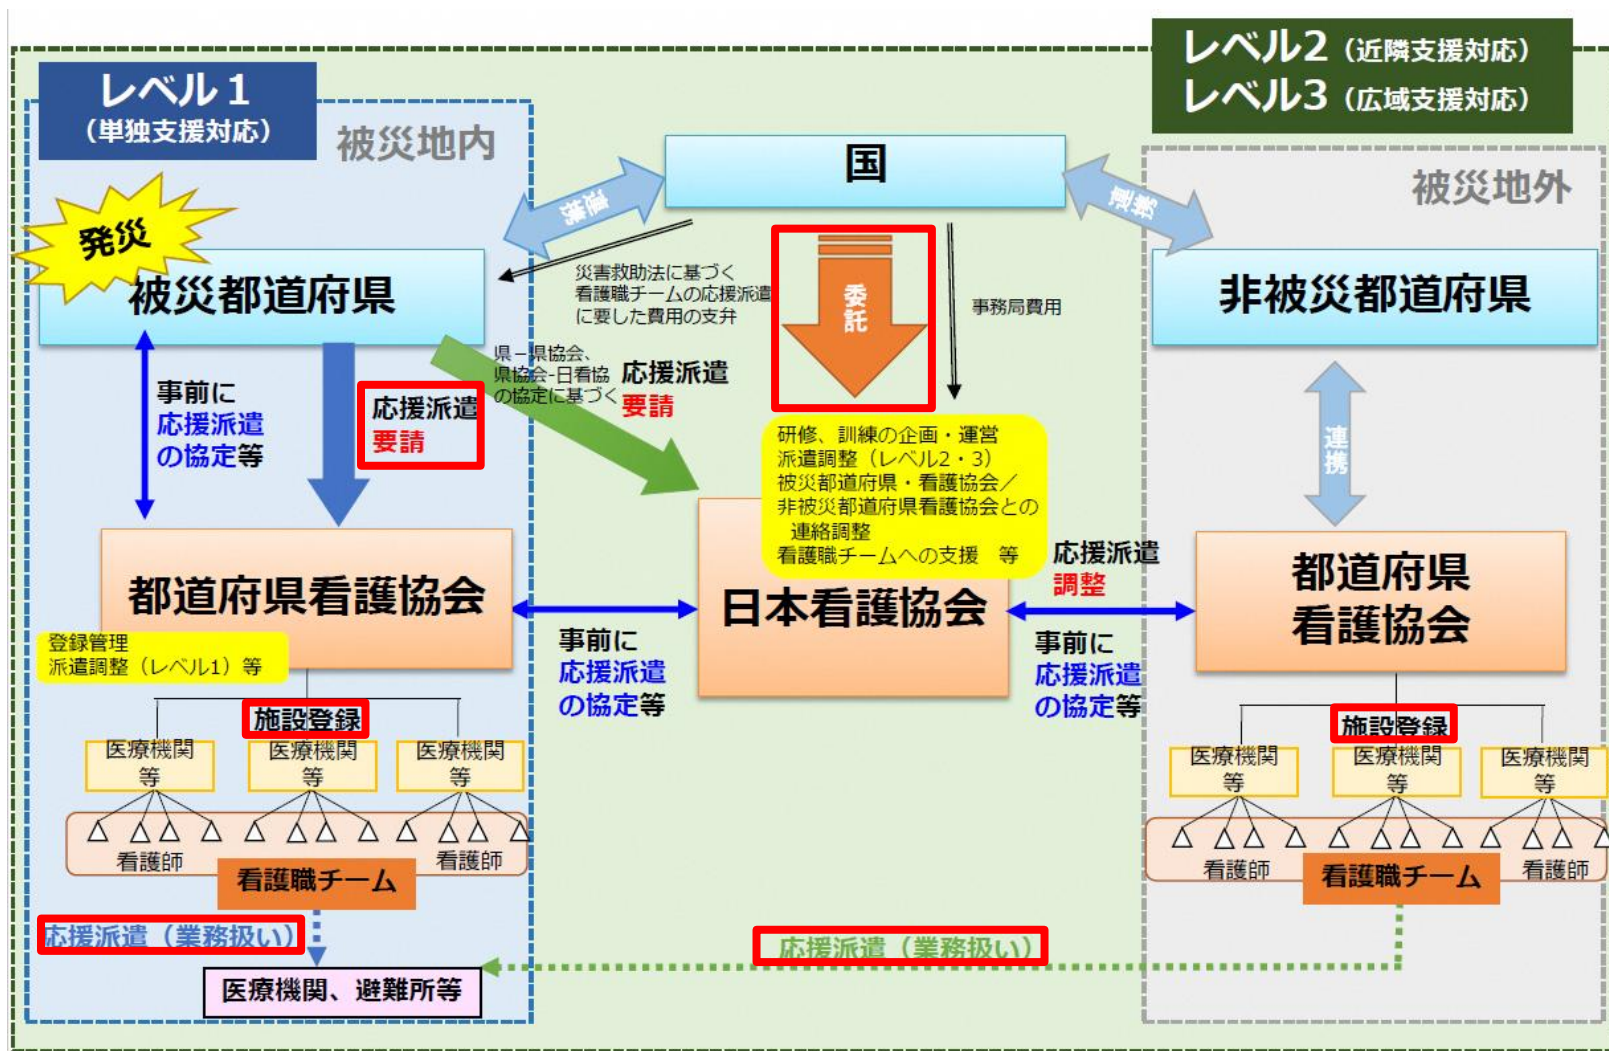 レベル１
（単独支援対応）
レベル2（近隣支援対応）
レベル3（広域支援対応）
被災地内
被災地外
国
連携
連携
発災
被災都道府県
非被災都道府県
災害救助法に基づく
看護職チームの応援派遣
に要した費用の支弁
委託
事務局費用
事前に
応援派遣
の協定等
応援派遣
要請
県－県協会、
県協会-日看協
の協定に基づく
応援派遣
要請
連携
研修、訓練の企画・運営
派遣調整（レベル2・3）
被災都道府県・看護協会／
非被災都道府県看護協会との
連絡調整
看護職チームへの支援　等
都道府県看護協会
日本看護協会
都道府県
看護協会
応援派遣
調整
登録管理
派遣調整（レベル1）等
事前に
応援派遣
の協定等
事前に
応援派遣
の協定等
施設登録
医療機関
等
医療機関
等
医療機関
等
看護師
看護師
看護職チーム
施設登録
医療機関
等
医療機関
等
医療機関
等
看護師
看護師
看護職チーム
応援派遣（業務扱い）
応援派遣（業務扱い）
医療機関、避難所等